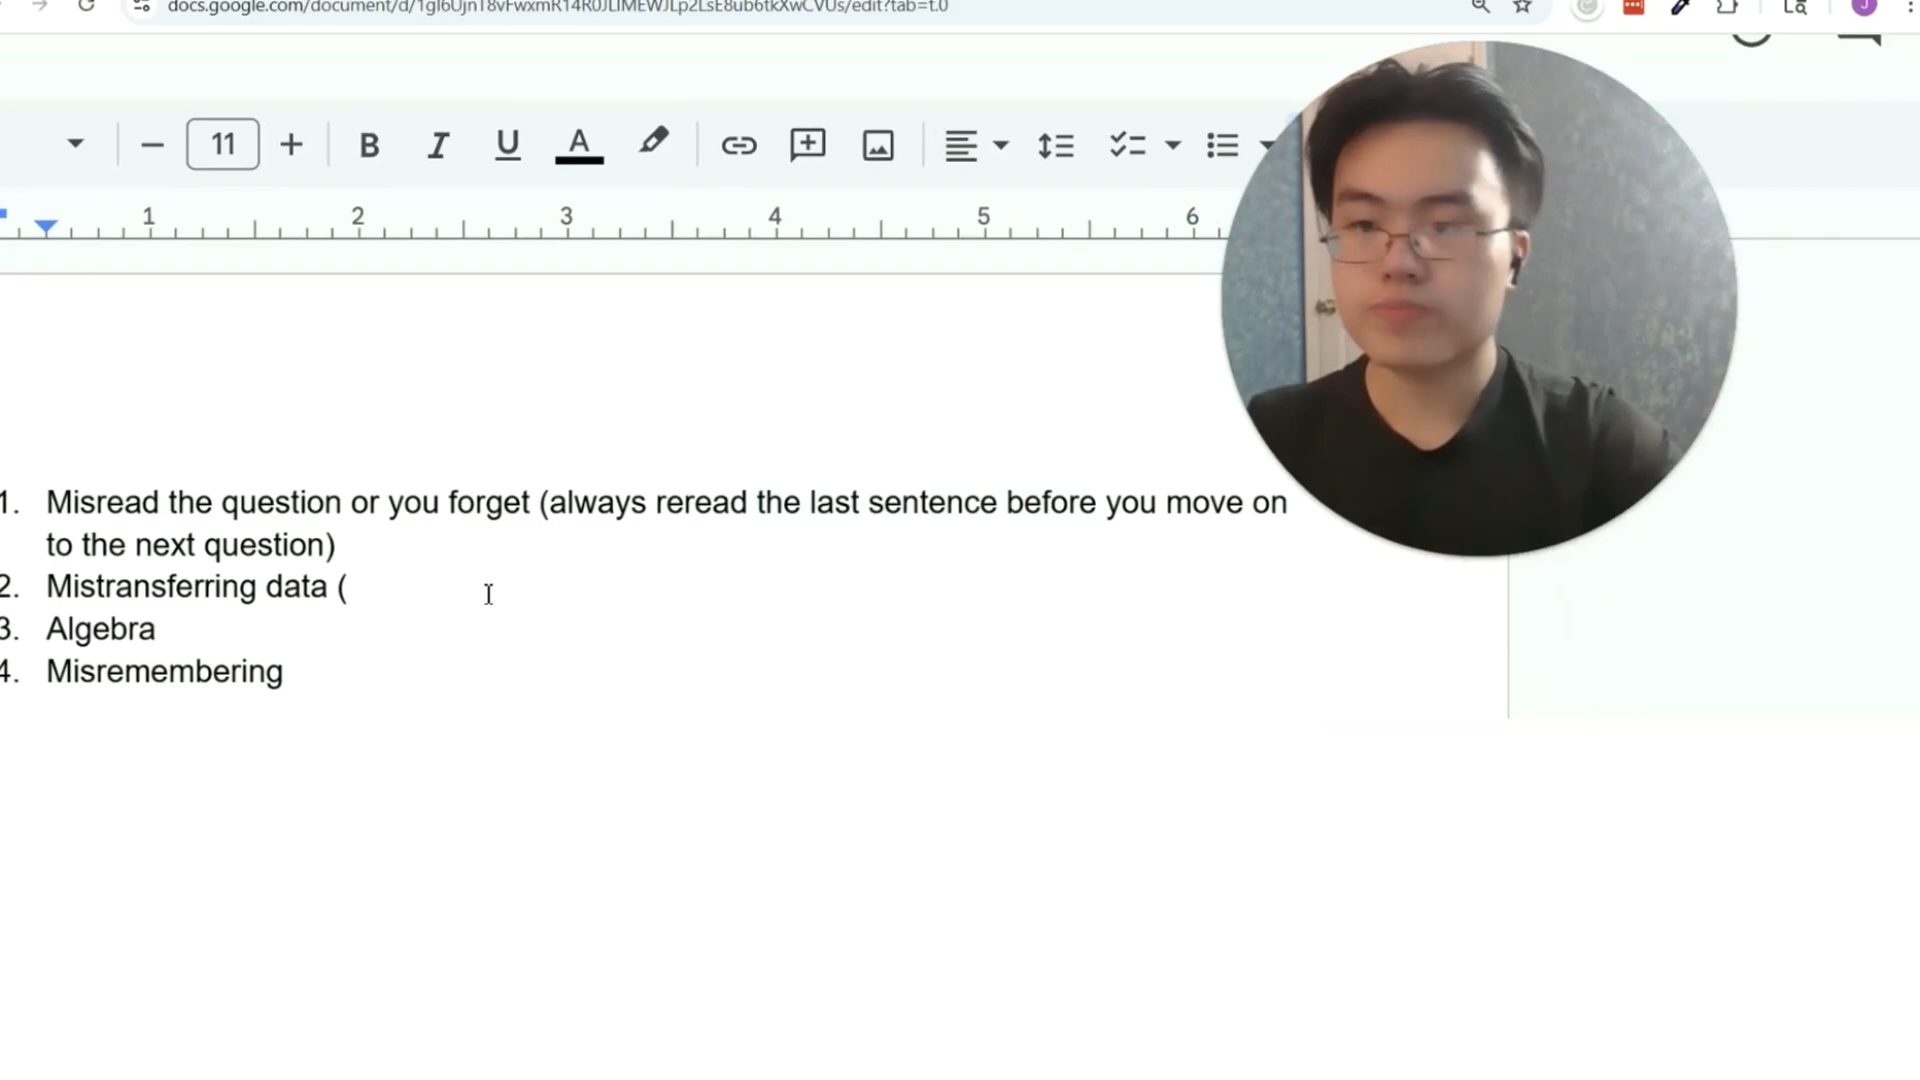 11
B I U A
1 2 3 4 5 6
1. Misread the question or you forget (always reread the last sentence before you move on
to the next question)
2. Mistransferring data (
3. Algebra
4. Misremembering